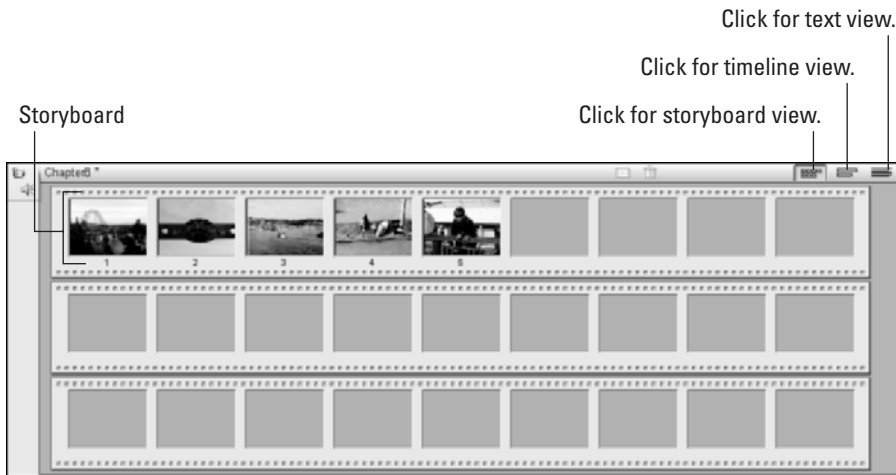 Click for text view.
Click for timeline view.
Storyboard
Click for storyboard view.
Chapter8 *
1 2 3 4 5